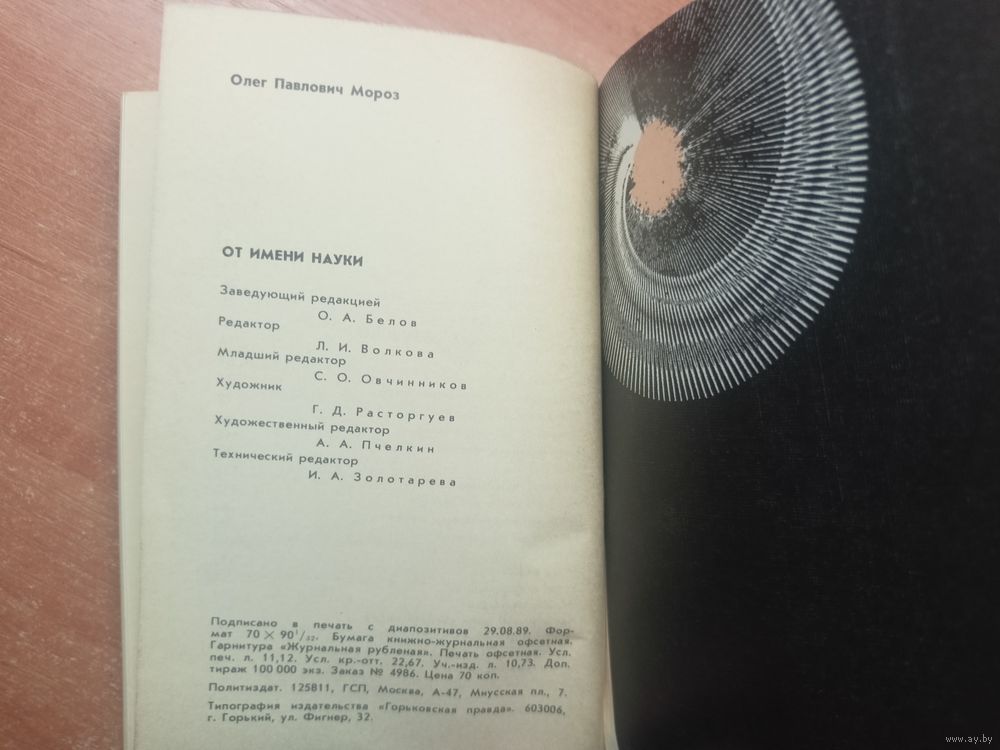 Олег Павлович Мороз
ОТ ИМЕНИ НАУКИ
Заведующий редакцией
О. А. Белов
Редактор
Л. И. Волкова
Младший редактор
С. О. Овчинников
Художник
Г. Д. Расторгуев
Художественный редактор
А. А. Пчелкин
Технический редактор
И. А. Золотарева
Подписано в печать с диапозитивов 29.08.89. Фор-
мат 70 × 90¹/₃₂. Бумага книжно-журнальная офсетная.
Гарнитура «Журнальная рубленая». Печать офсетная. Усл.
печ. л. 11,12. Усл. кр.-отт. 22,67. Уч.-изд. л. 10,73. Доп.
тираж 100 000 экз. Заказ № 4986. Цена 70 коп.
Политиздат. 125811, ГСП, Москва, А-47, Миусская пл., 7.
Типография издательства «Горьковская правда». 603006,
г. Горький, ул. Фигнер, 32.
www.ay.by